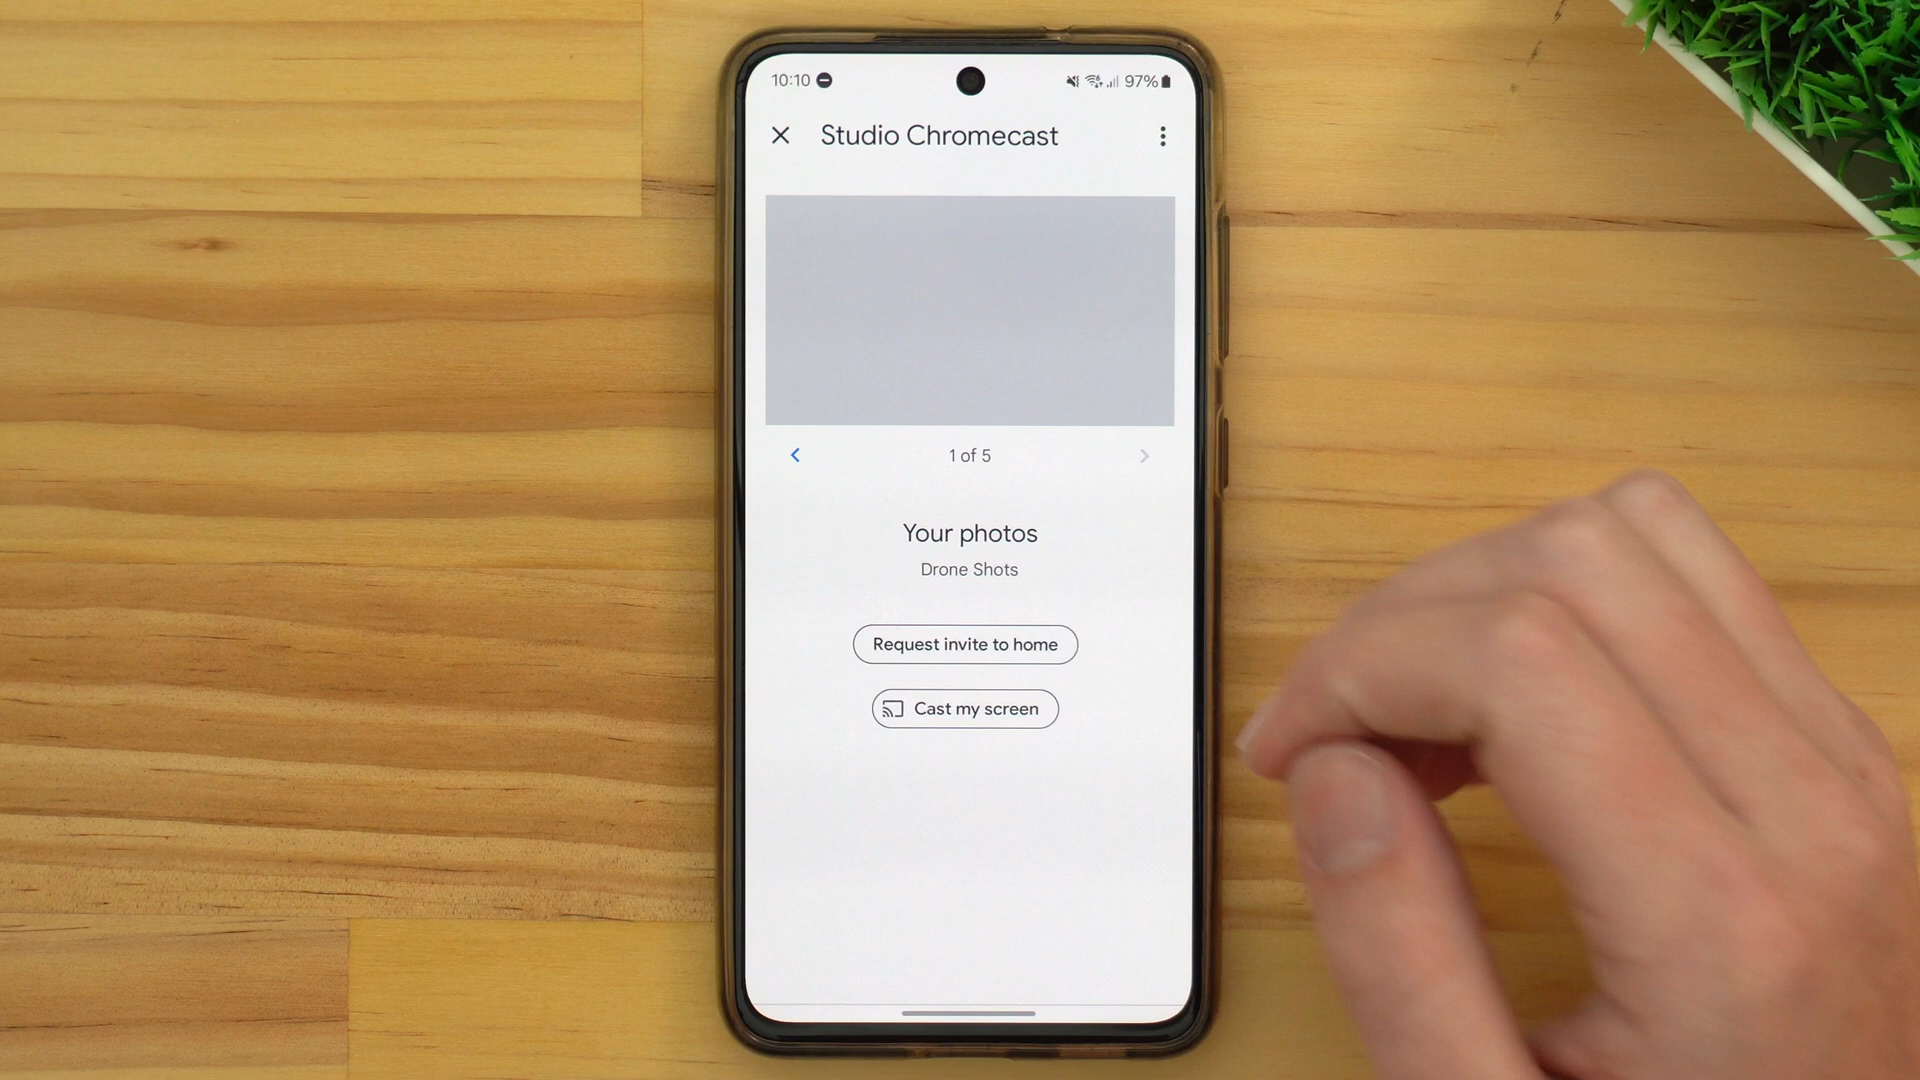 10:10
97%
Studio Chromecast
1 of 5
Your photos
Drone Shots
Request invite to home
Cast my screen